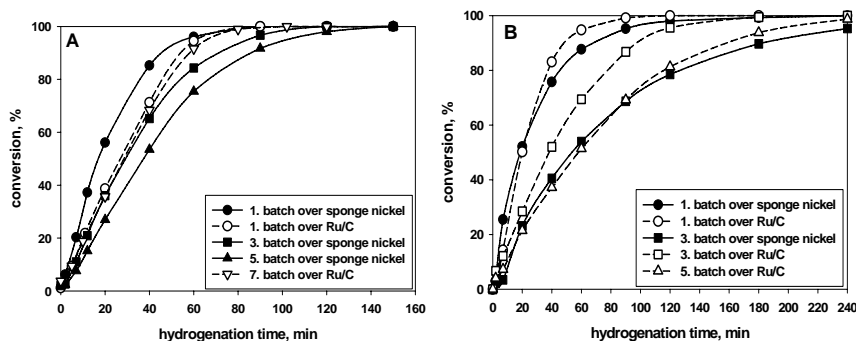 A
conversion, %
100
80
60
40
20
0
0 20 40 60 80 100 120 140 160
hydrogenation time, min
1. batch over sponge nickel
1. batch over Ru/C
3. batch over sponge nickel
5. batch over sponge nickel
7. batch over Ru/C
B
conversion, %
100
80
60
40
20
0
0 20 40 60 80 100 120 140 160 180 200 220 240
hydrogenation time, min
1. batch over sponge nickel
1. batch over Ru/C
3. batch over sponge nickel
3. batch over Ru/C
5. batch over Ru/C